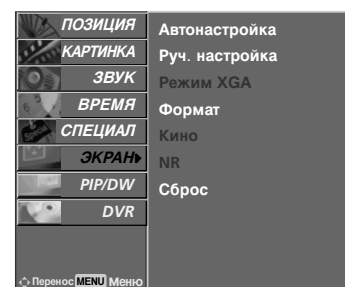 ПОЗИЦИЯ
КАРТИНКА
ЗВУК
ВРЕМЯ
СПЕЦИАЛ
ЭКРАН
PIP/DW
DVR
Перенос MENU Меню
Автонастройка
Руч. настройка
Режим XGA
Формат
Кино
NR
Сброс